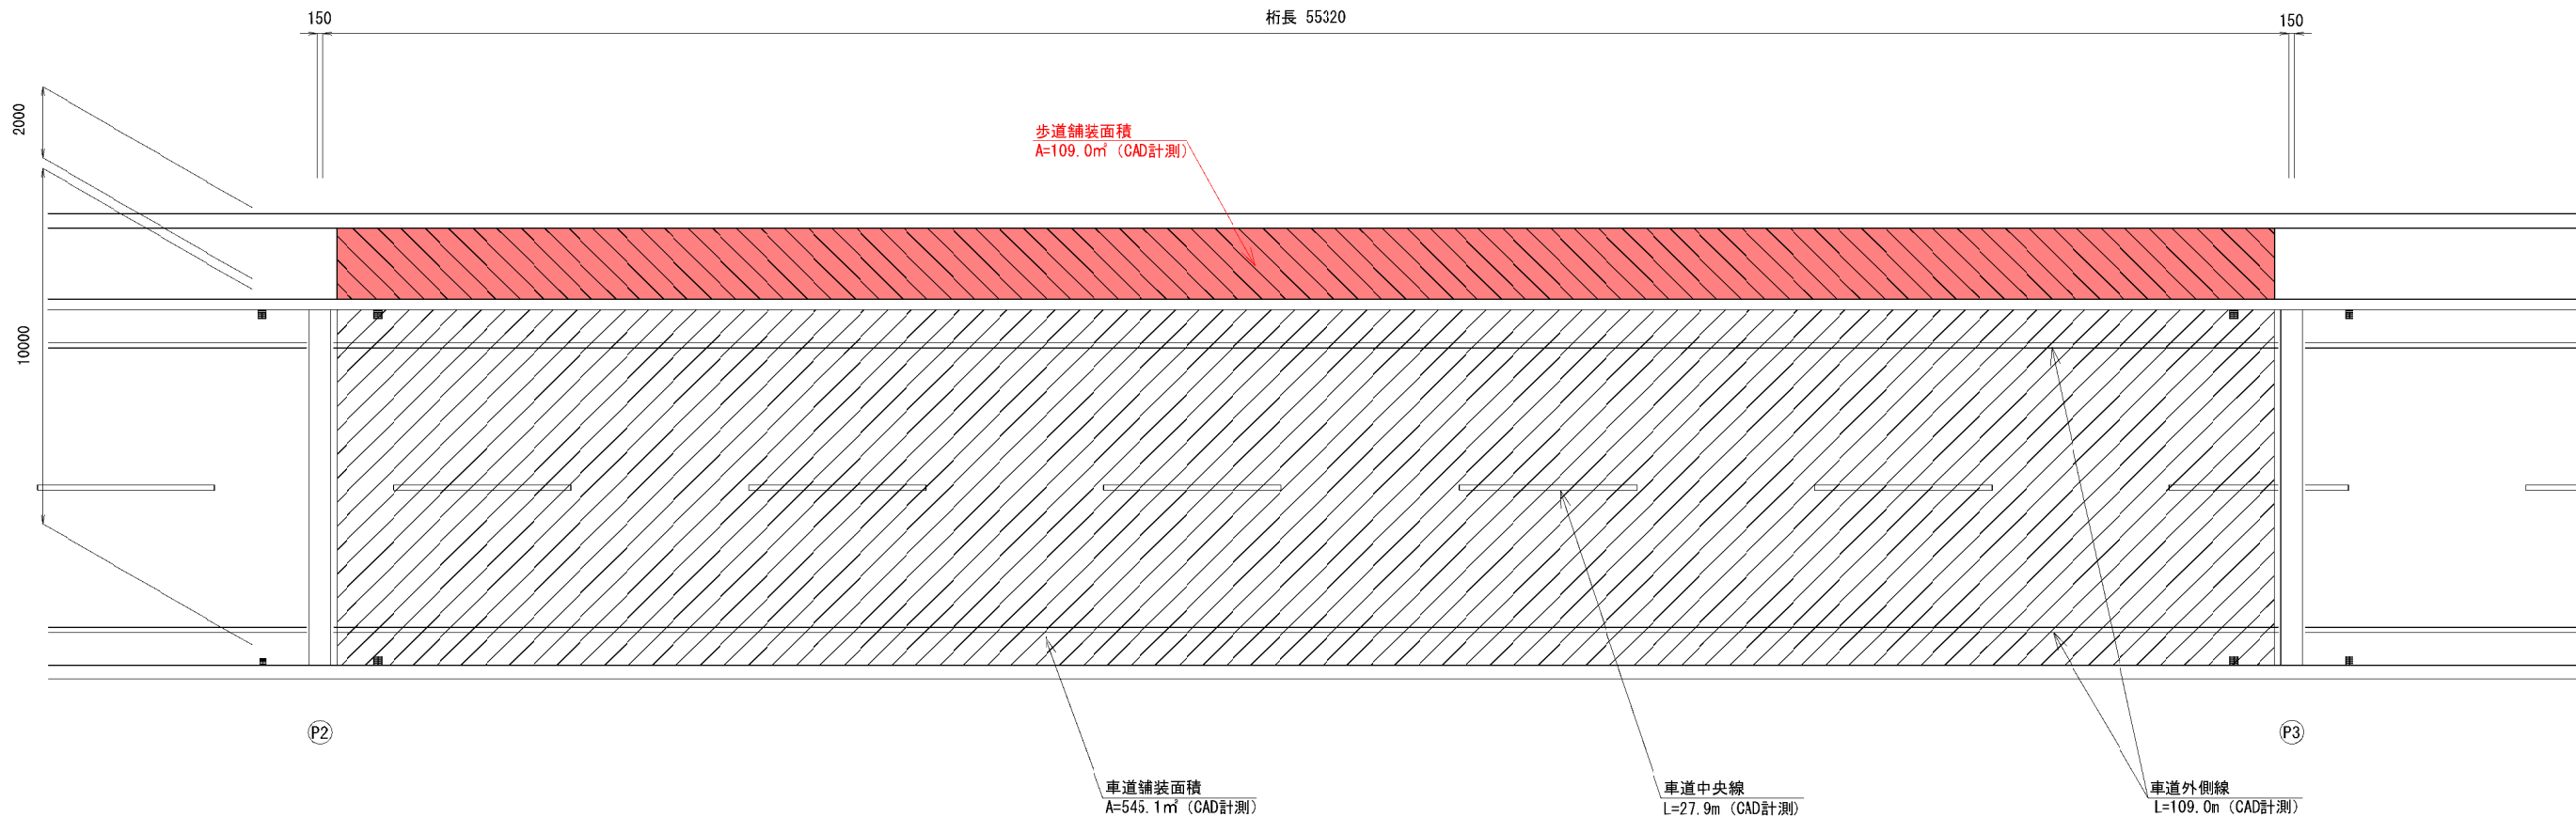 150
桁長 55320
150
2000
歩道舗装面積
A=109.0㎡ (CAD計測)
10000
P2
P3
車道舗装面積
A=545.1㎡ (CAD計測)
車道中央線
L=27.9m (CAD計測)
車道外側線
L=109.0m (CAD計測)